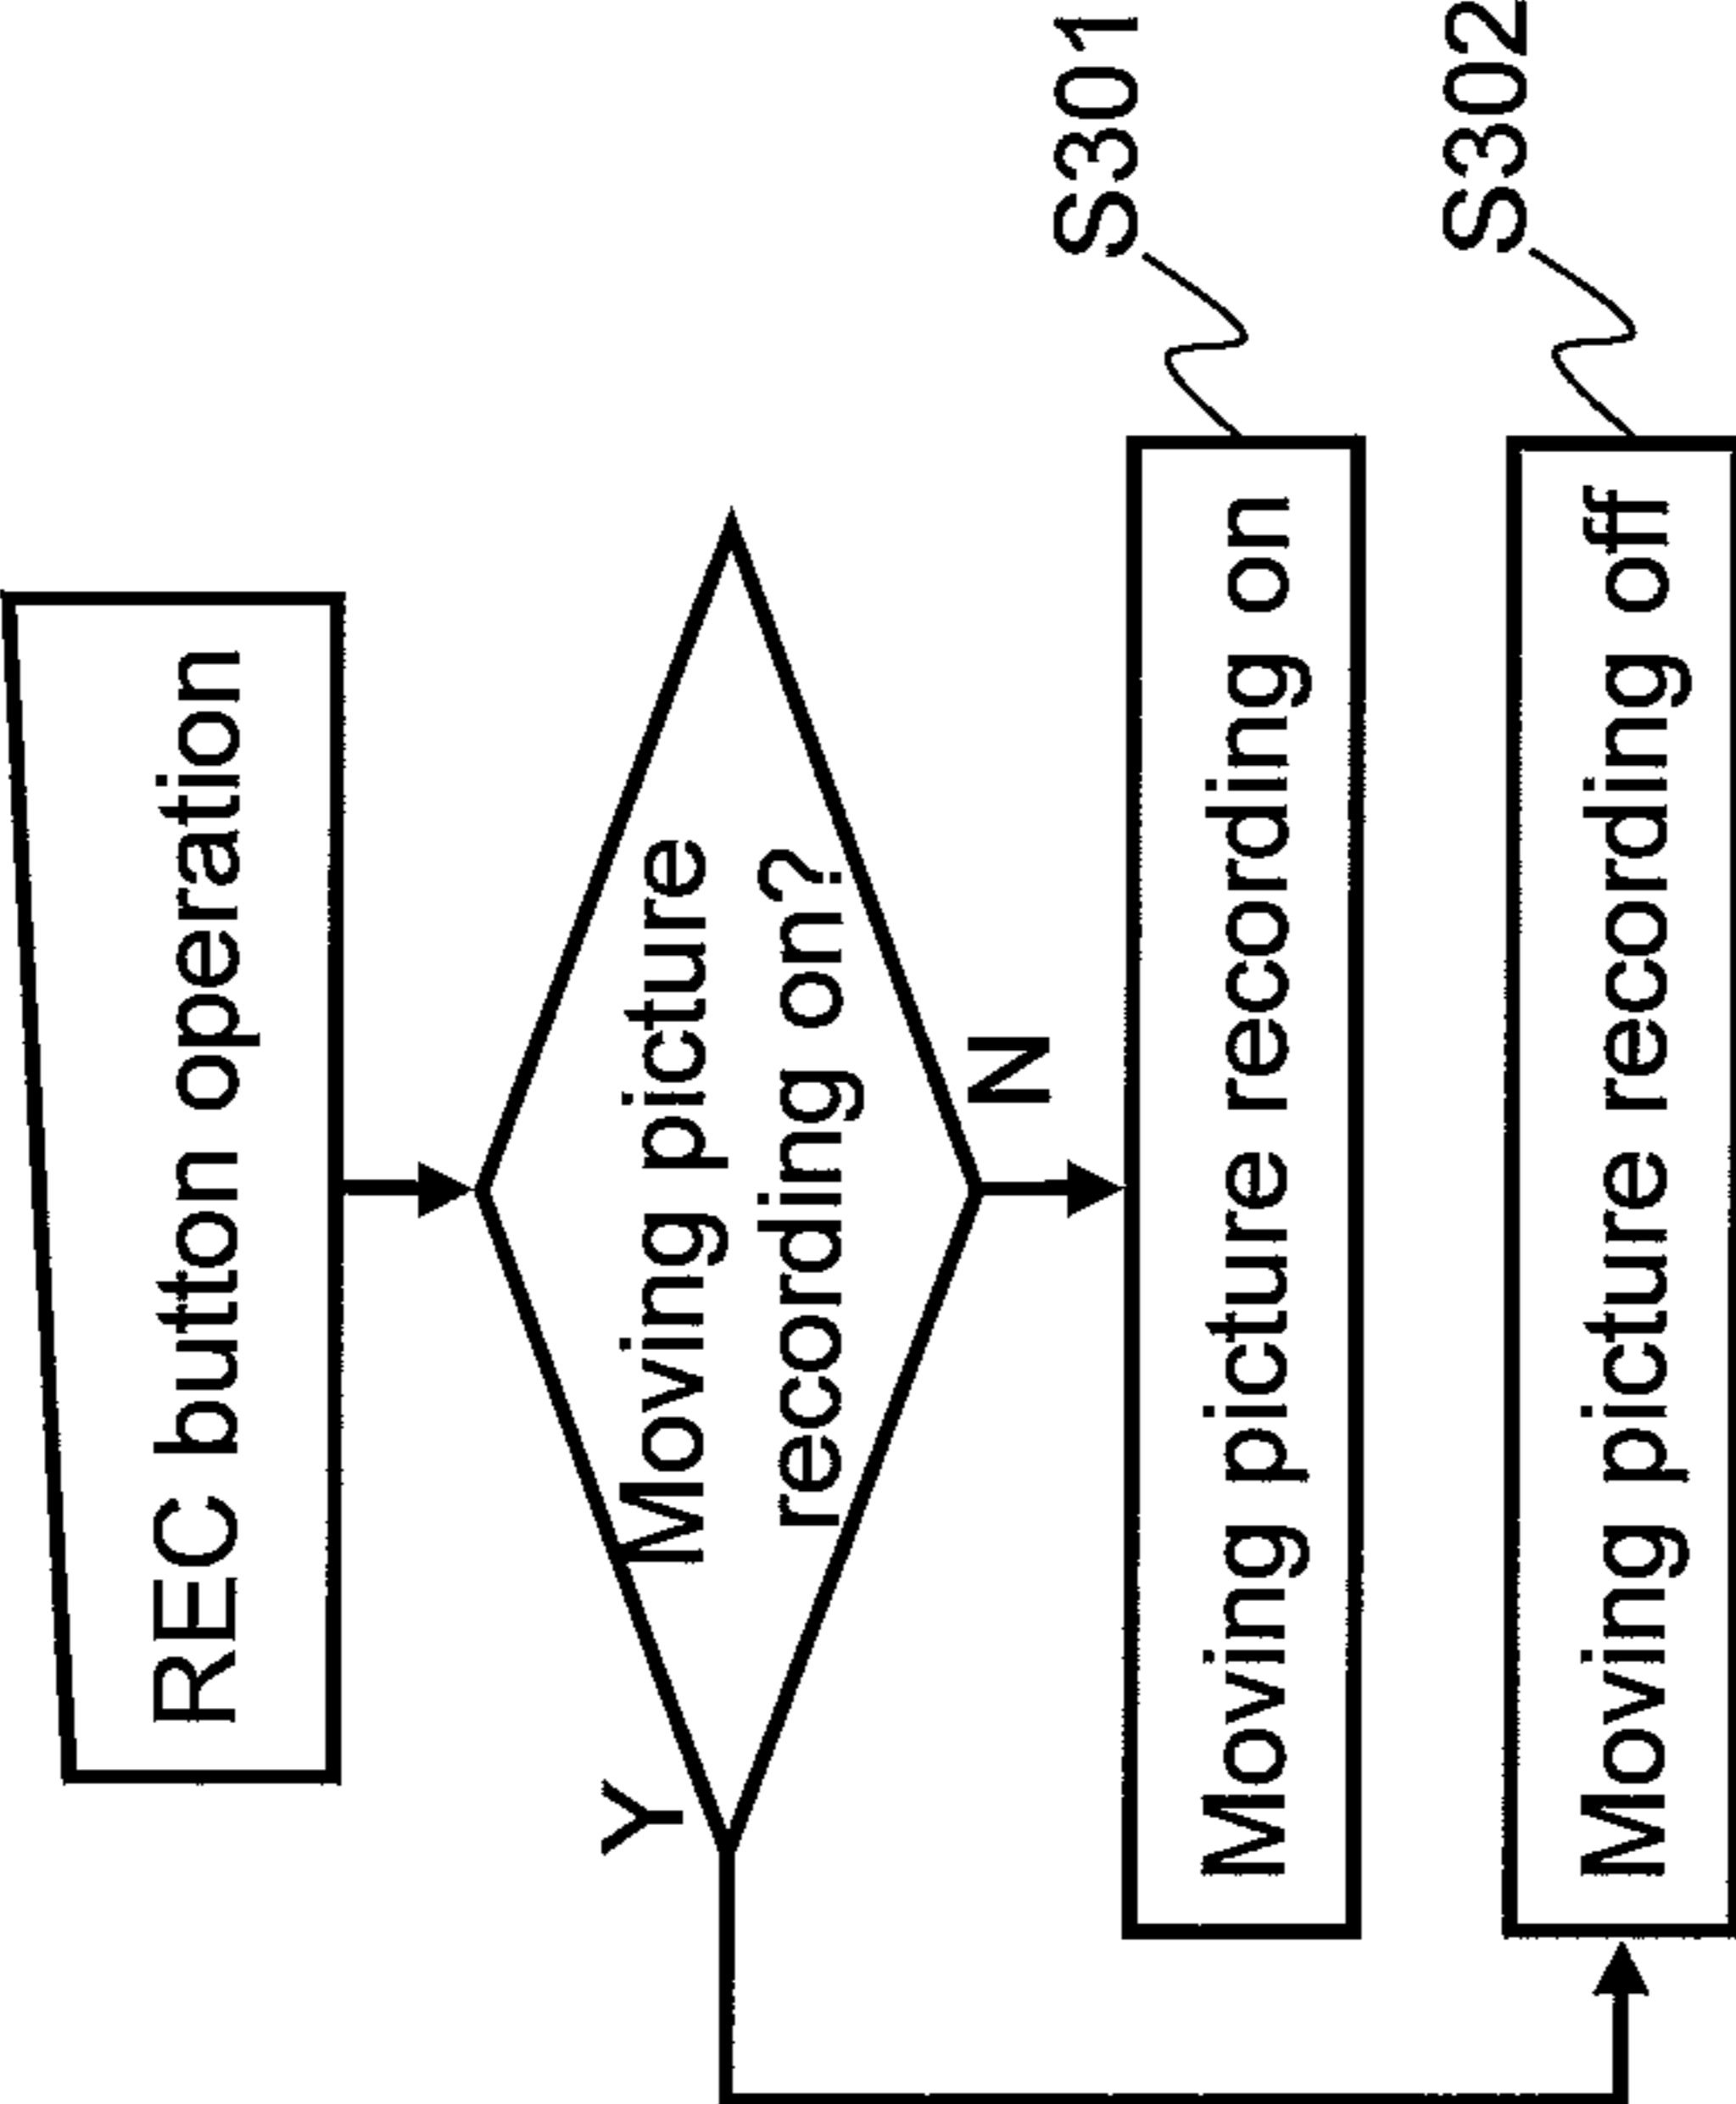 REC button operation
Moving picture
recording on?
Y
N
Moving picture recording on
S301
Moving picture recording off
S302